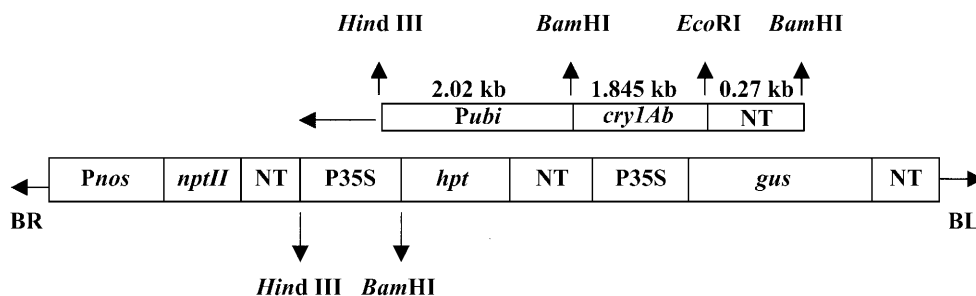 Hind III BamHI EcoRI BamHI
2.02 kb 1.845 kb 0.27 kb
Pubi cry1Ab NT
Pnos nptII NT P35S hpt NT P35S gus NT
BR BL
Hind III BamHI